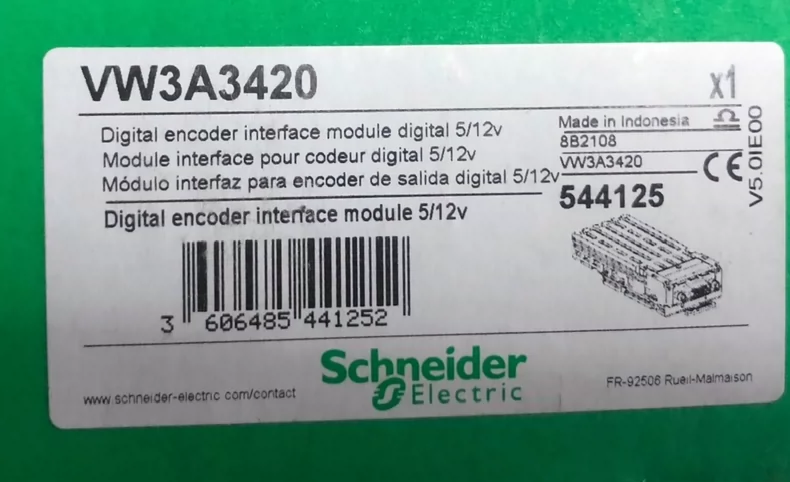 VW3A3420
x1
Digital encoder interface module digital 5/12v
Module interface pour codeur digital 5/12v
Módulo interfaz para encoder de salida digital 5/12v
Digital encoder interface module 5/12v
Made in Indonesia
8B2108
VW3A3420
544125
CE
V5.0IE00
3 606485 441252
Schneider
Electric
www.schneider-electric.com/contact
FR-92506 Rueil-Malmaison